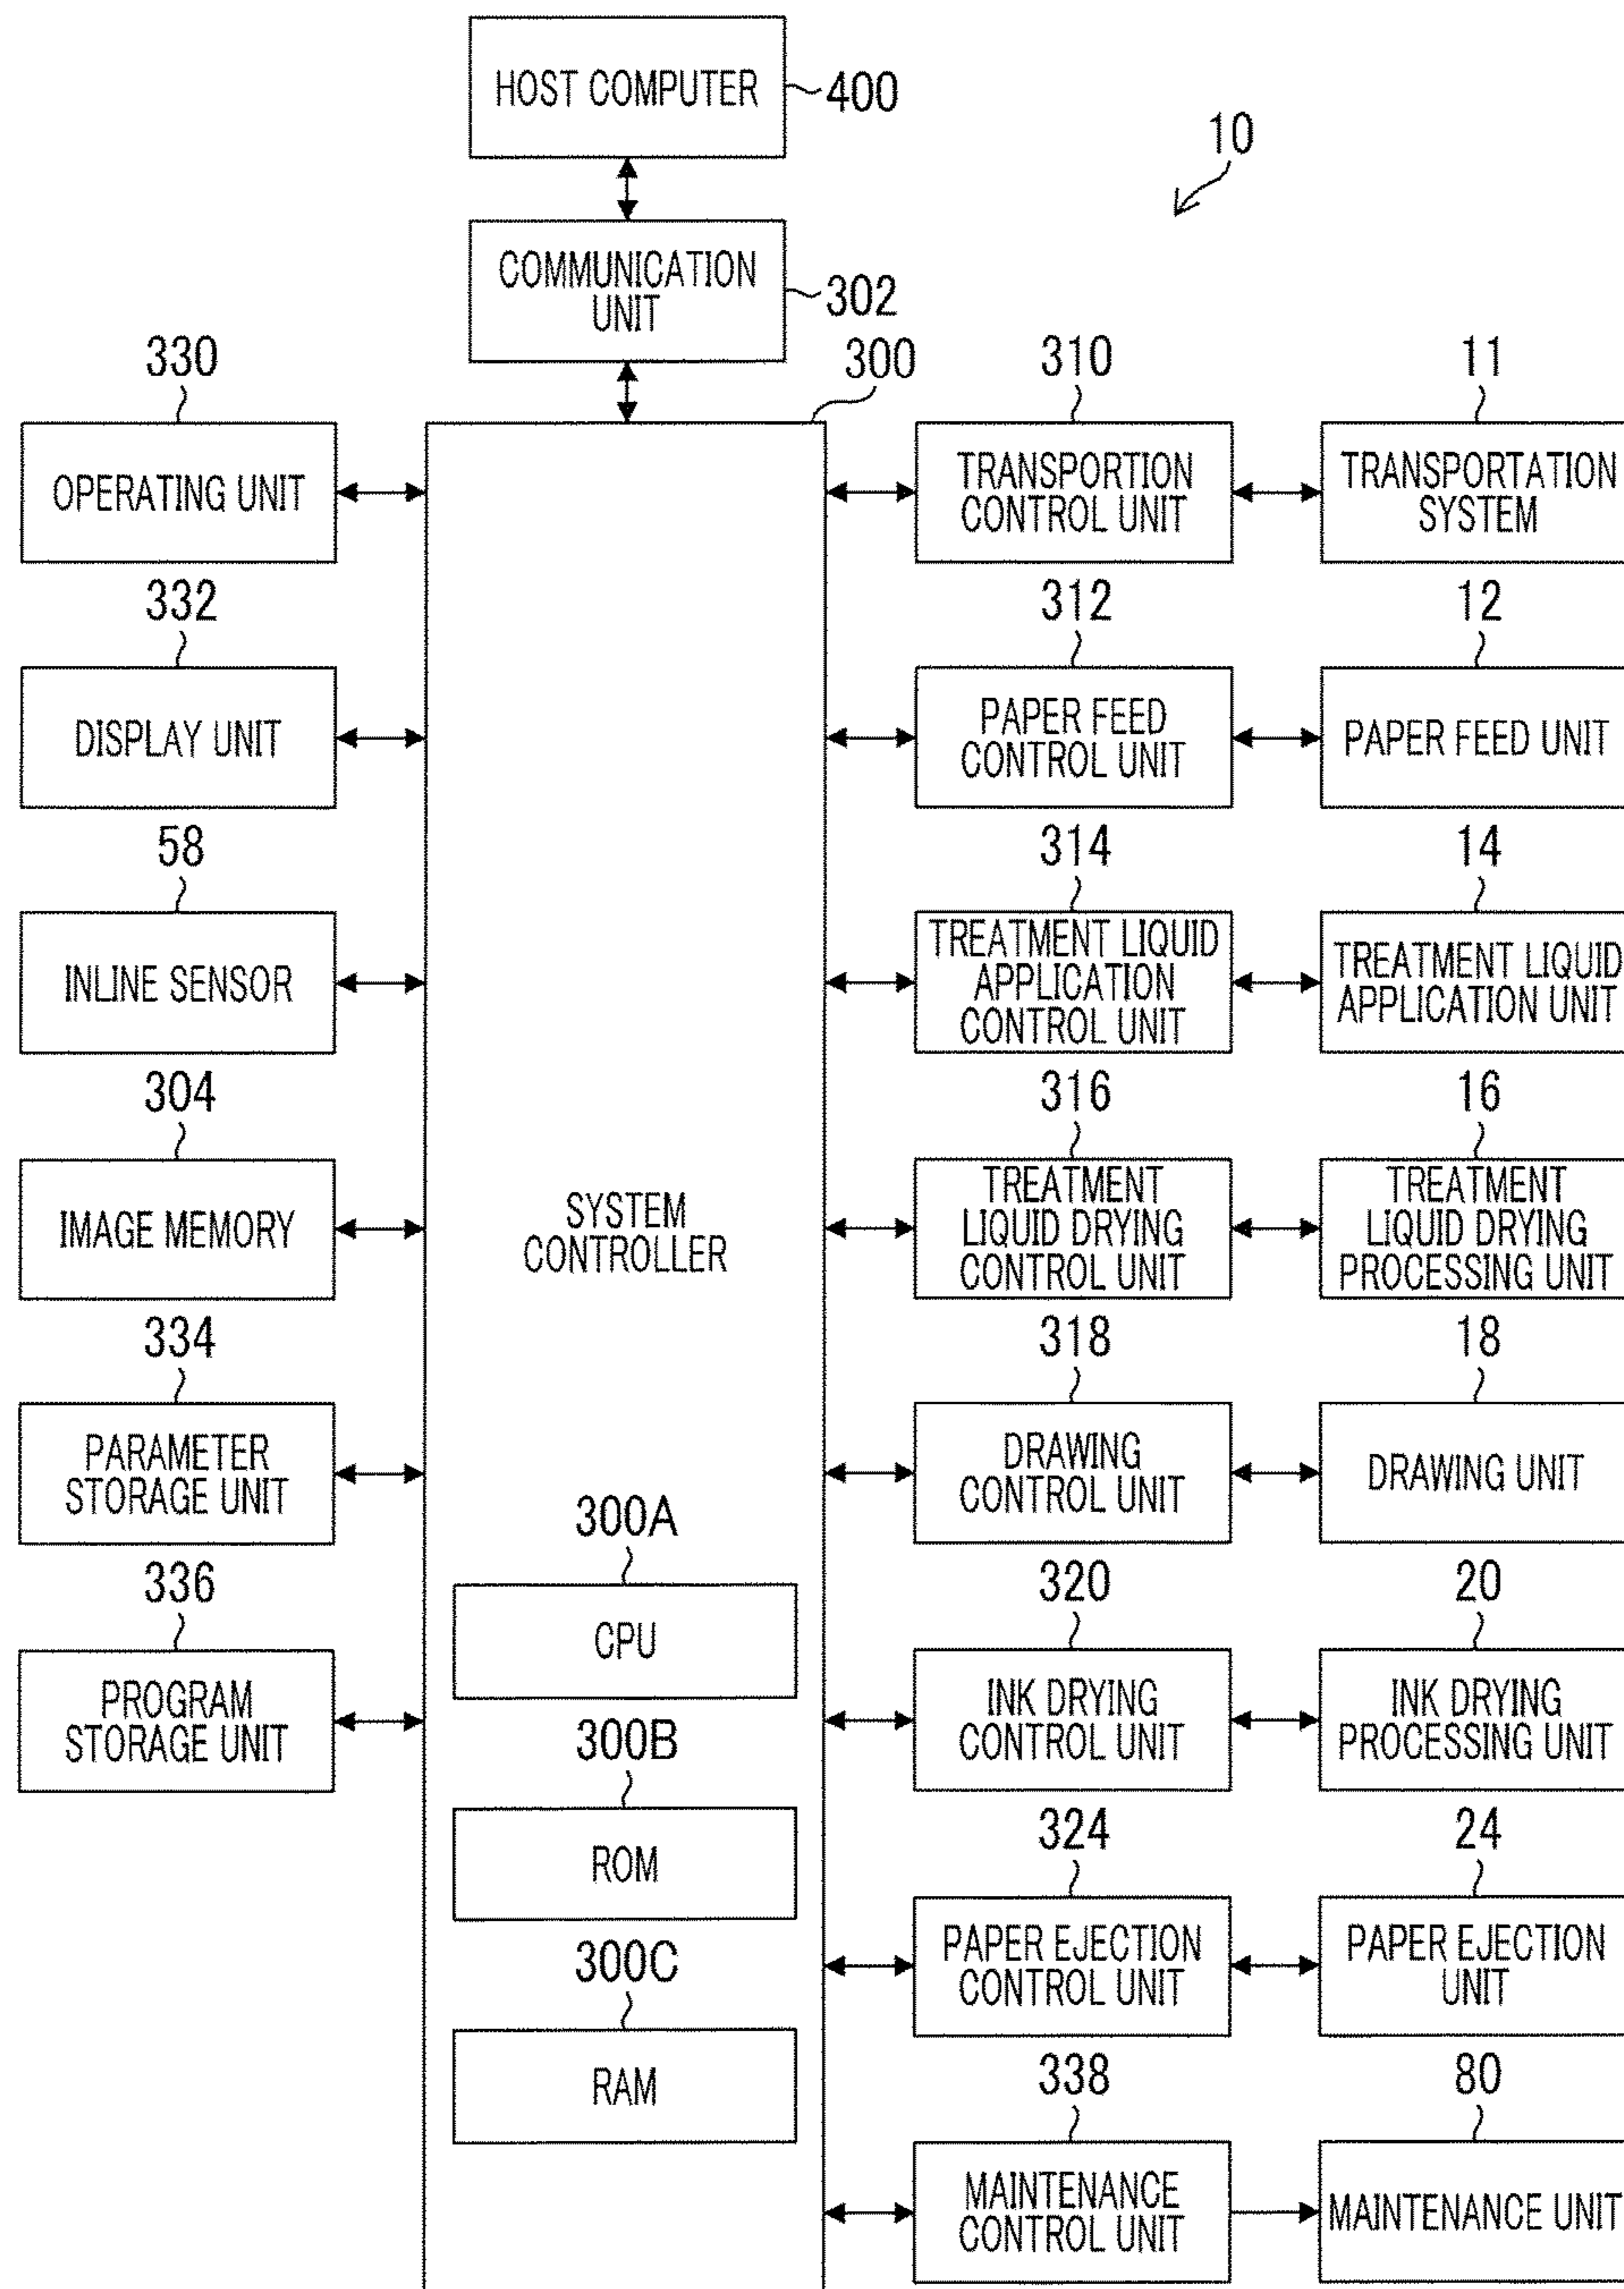 HOST COMPUTER
400
10
COMMUNICATION
UNIT
302
300
330
OPERATING UNIT
332
DISPLAY UNIT
58
INLINE SENSOR
304
IMAGE MEMORY
334
PARAMETER
STORAGE UNIT
336
PROGRAM
STORAGE UNIT
SYSTEM
CONTROLLER
300A
CPU
300B
ROM
300C
RAM
310
TRANSPORTION
CONTROL UNIT
11
TRANSPORTATION
SYSTEM
312
PAPER FEED
CONTROL UNIT
12
PAPER FEED UNIT
314
TREATMENT LIQUID
APPLICATION
CONTROL UNIT
14
TREATMENT LIQUID
APPLICATION UNIT
316
TREATMENT
LIQUID DRYING
CONTROL UNIT
16
TREATMENT
LIQUID DRYING
PROCESSING UNIT
318
DRAWING
CONTROL UNIT
18
DRAWING UNIT
320
INK DRYING
CONTROL UNIT
20
INK DRYING
PROCESSING UNIT
324
PAPER EJECTION
CONTROL UNIT
24
PAPER EJECTION
UNIT
338
MAINTENANCE
CONTROL UNIT
80
MAINTENANCE UNIT